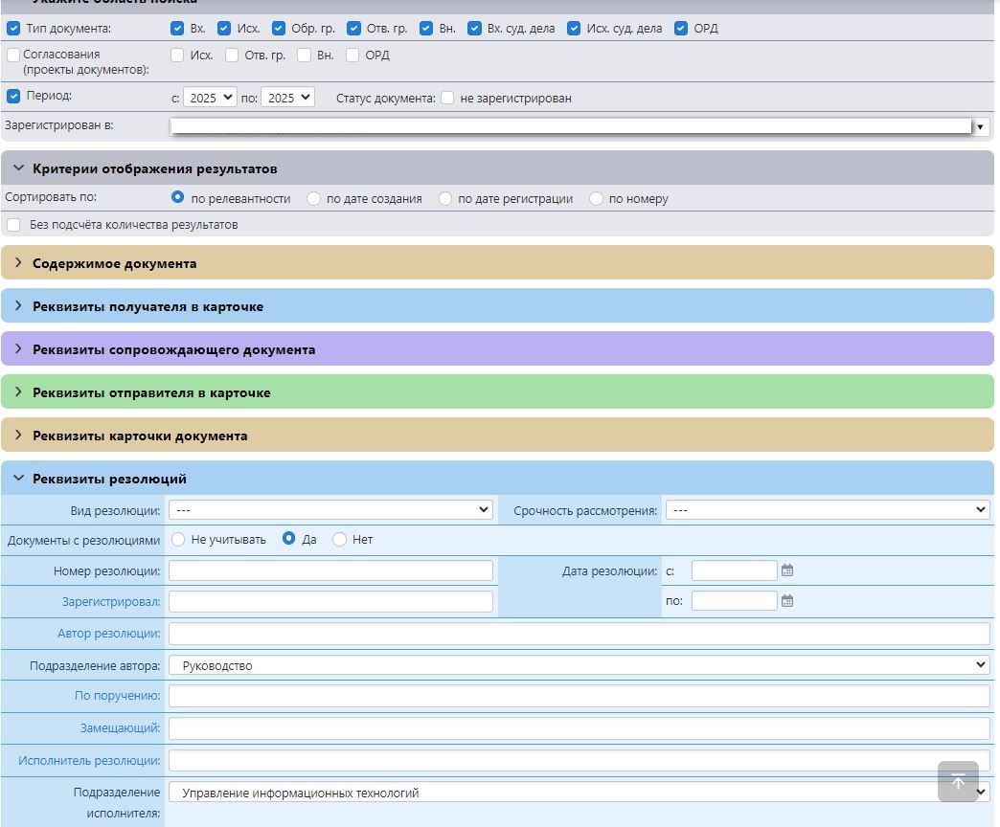 Укажите область поиска
Тип документа: Вх. Исх. Обр. гр. Отв. гр. Вн. Вх. суд. дела Исх. суд. дела ОРД
Согласования
(проекты документов): Исх. Отв. гр. Вн. ОРД
Период: с: 2025 по: 2025 Статус документа: не зарегистрирован
Зарегистрирован в:
Критерии отображения результатов
Сортировать по: по релевантности по дате создания по дате регистрации по номеру
Без подсчёта количества результатов
Содержимое документа
Реквизиты получателя в карточке
Реквизиты сопровождающего документа
Реквизиты отправителя в карточке
Реквизиты карточки документа
Реквизиты резолюций
Вид резолюции: --- Срочность рассмотрения: ---
Документы с резолюциями Не учитывать Да Нет
Номер резолюции: Дата резолюции: с:
Зарегистрировал: по:
Автор резолюции:
Подразделение автора: Руководство
По поручению:
Замещающий:
Исполнитель резолюции:
Подразделение
исполнителя: Управление информационных технологий